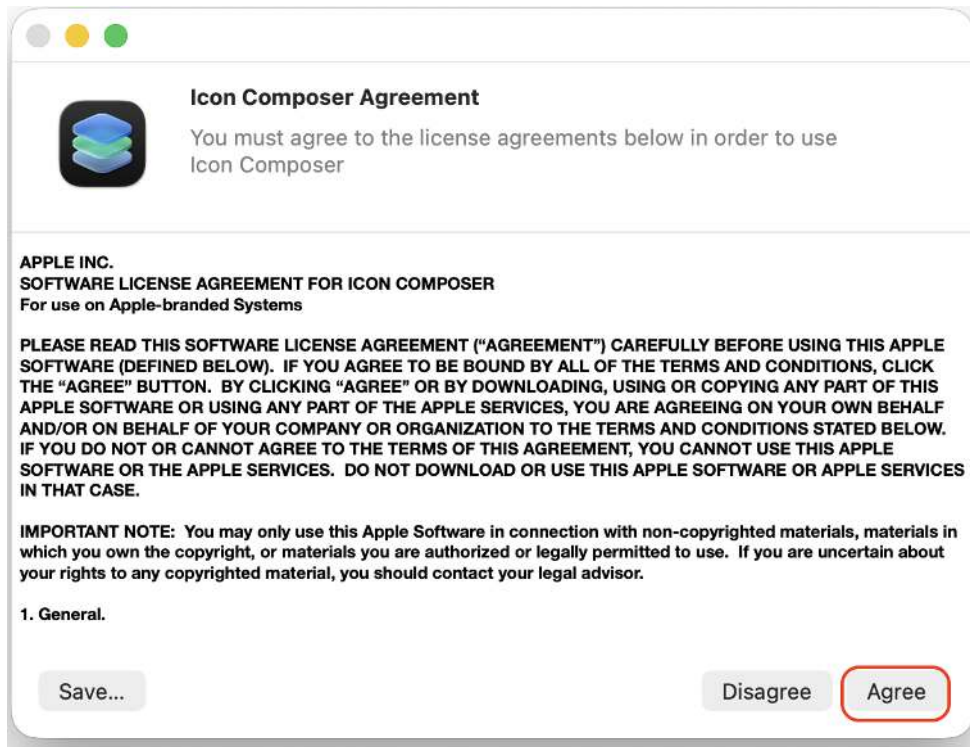 Icon Composer Agreement
You must agree to the license agreements below in order to use
Icon Composer
APPLE INC.
SOFTWARE LICENSE AGREEMENT FOR ICON COMPOSER
For use on Apple-branded Systems
PLEASE READ THIS SOFTWARE LICENSE AGREEMENT (“AGREEMENT”) CAREFULLY BEFORE USING THIS APPLE
SOFTWARE (DEFINED BELOW).  IF YOU AGREE TO BE BOUND BY ALL OF THE TERMS AND CONDITIONS, CLICK
THE “AGREE” BUTTON.  BY CLICKING “AGREE” OR BY DOWNLOADING, USING OR COPYING ANY PART OF THIS
APPLE SOFTWARE OR USING ANY PART OF THE APPLE SERVICES, YOU ARE AGREEING ON YOUR OWN BEHALF
AND/OR ON BEHALF OF YOUR COMPANY OR ORGANIZATION TO THE TERMS AND CONDITIONS STATED BELOW.
IF YOU DO NOT OR CANNOT AGREE TO THE TERMS OF THIS AGREEMENT, YOU CANNOT USE THIS APPLE
SOFTWARE OR THE APPLE SERVICES.  DO NOT DOWNLOAD OR USE THIS APPLE SOFTWARE OR APPLE SERVICES
IN THAT CASE.
IMPORTANT NOTE:  You may only use this Apple Software in connection with non-copyrighted materials, materials in
which you own the copyright, or materials you are authorized or legally permitted to use.  If you are uncertain about
your rights to any copyrighted material, you should contact your legal advisor.
1. General.
Save... Disagree Agree